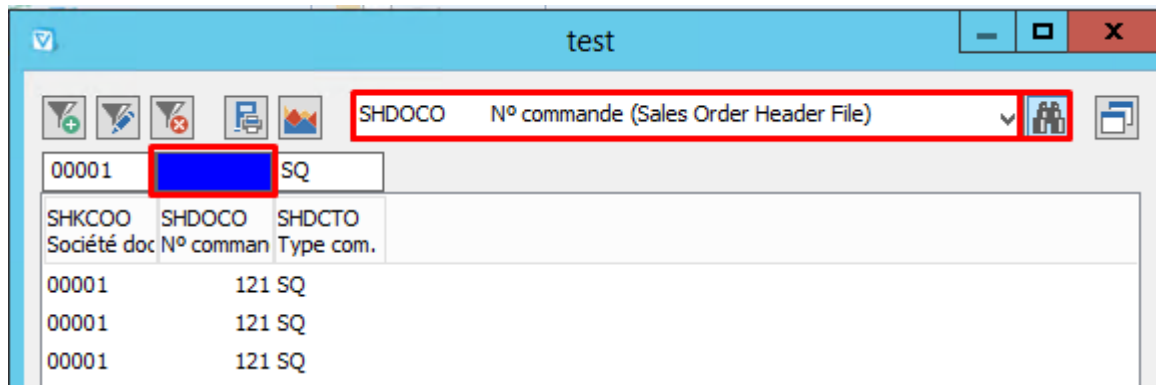 test
SHDOCO Nº commande (Sales Order Header File)
00001 SQ
SHKCOO SHDOCO SHDCTO
Société doc Nº comman Type com.
00001 121 SQ
00001 121 SQ
00001 121 SQ